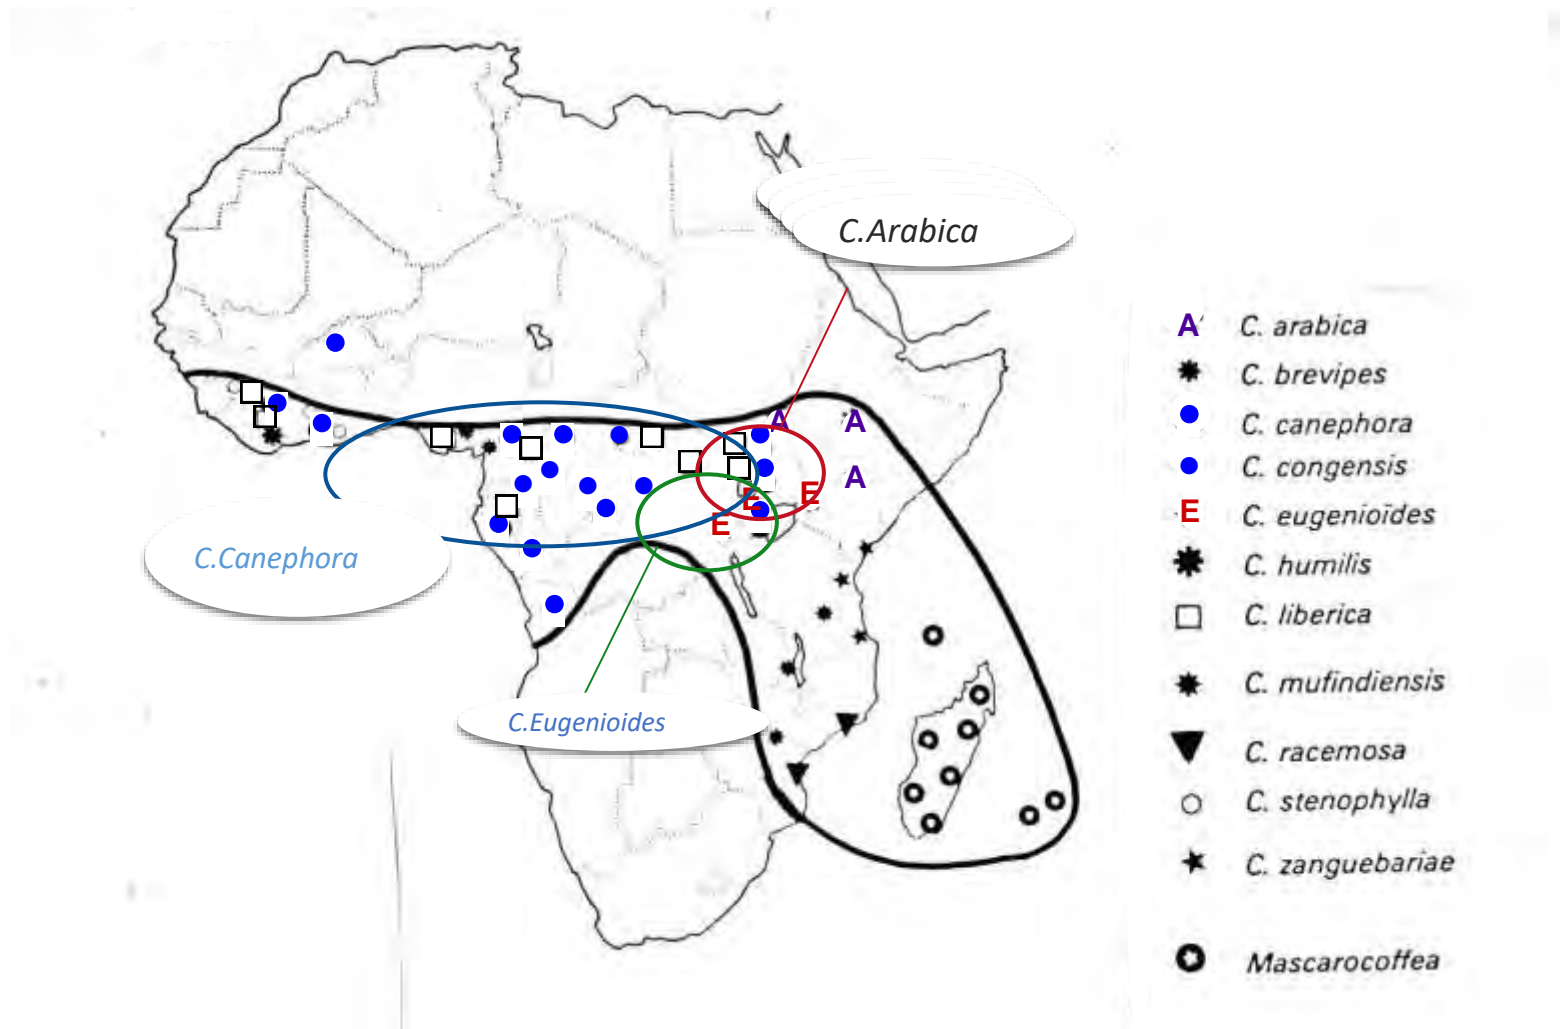 C.Arabica
A
A
A
E
E
E
C.Canephora
C.Eugenioides
A C. arabica
C. brevipes
C. canephora
C. congensis
E C. eugenioïdes
C. humilis
C. liberica
C. mufindiensis
C. racemosa
C. stenophylla
C. zanguebariae
Mascarocoffea